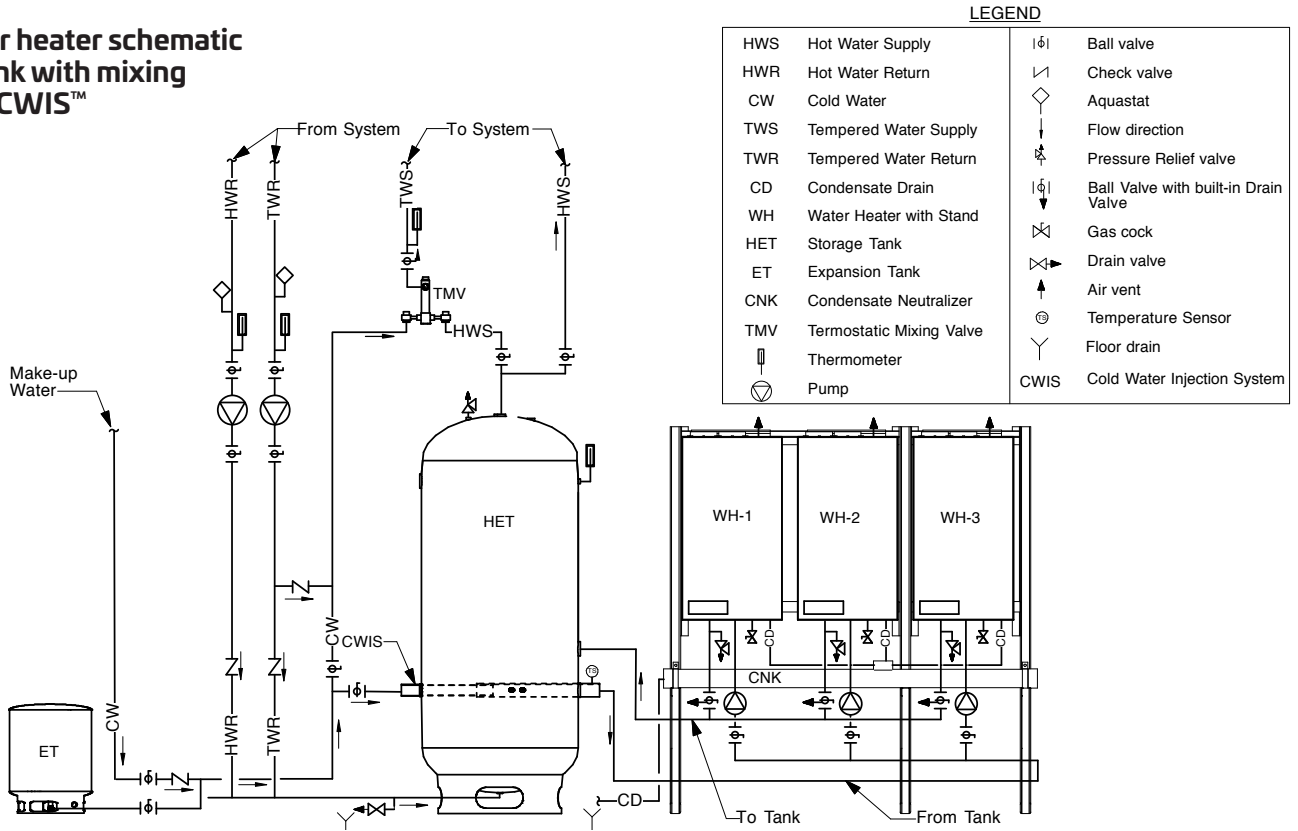 r heater schematic
nk with mixing
CWIS™
LEGEND
HWS Hot Water Supply
HWR Hot Water Return
CW Cold Water
TWS Tempered Water Supply
TWR Tempered Water Return
CD Condensate Drain
WH Water Heater with Stand
HET Storage Tank
ET Expansion Tank
CNK Condensate Neutralizer
TMV Termostatic Mixing Valve
Thermometer
Pump
Ball valve
Check valve
Aquastat
Flow direction
Pressure Relief valve
Ball Valve with built-in Drain
Valve
Gas cock
Drain valve
Air vent
TS Temperature Sensor
Floor drain
CWIS Cold Water Injection System
From System
To System
HWR
TWR
TWS
HWS
TMV
HWS
Make-up
Water
HET
WH-1
WH-2
WH-3
CW
CWIS
TS
CD
CD
CD
CNK
CW
HWR
TWR
ET
CD
To Tank
From Tank